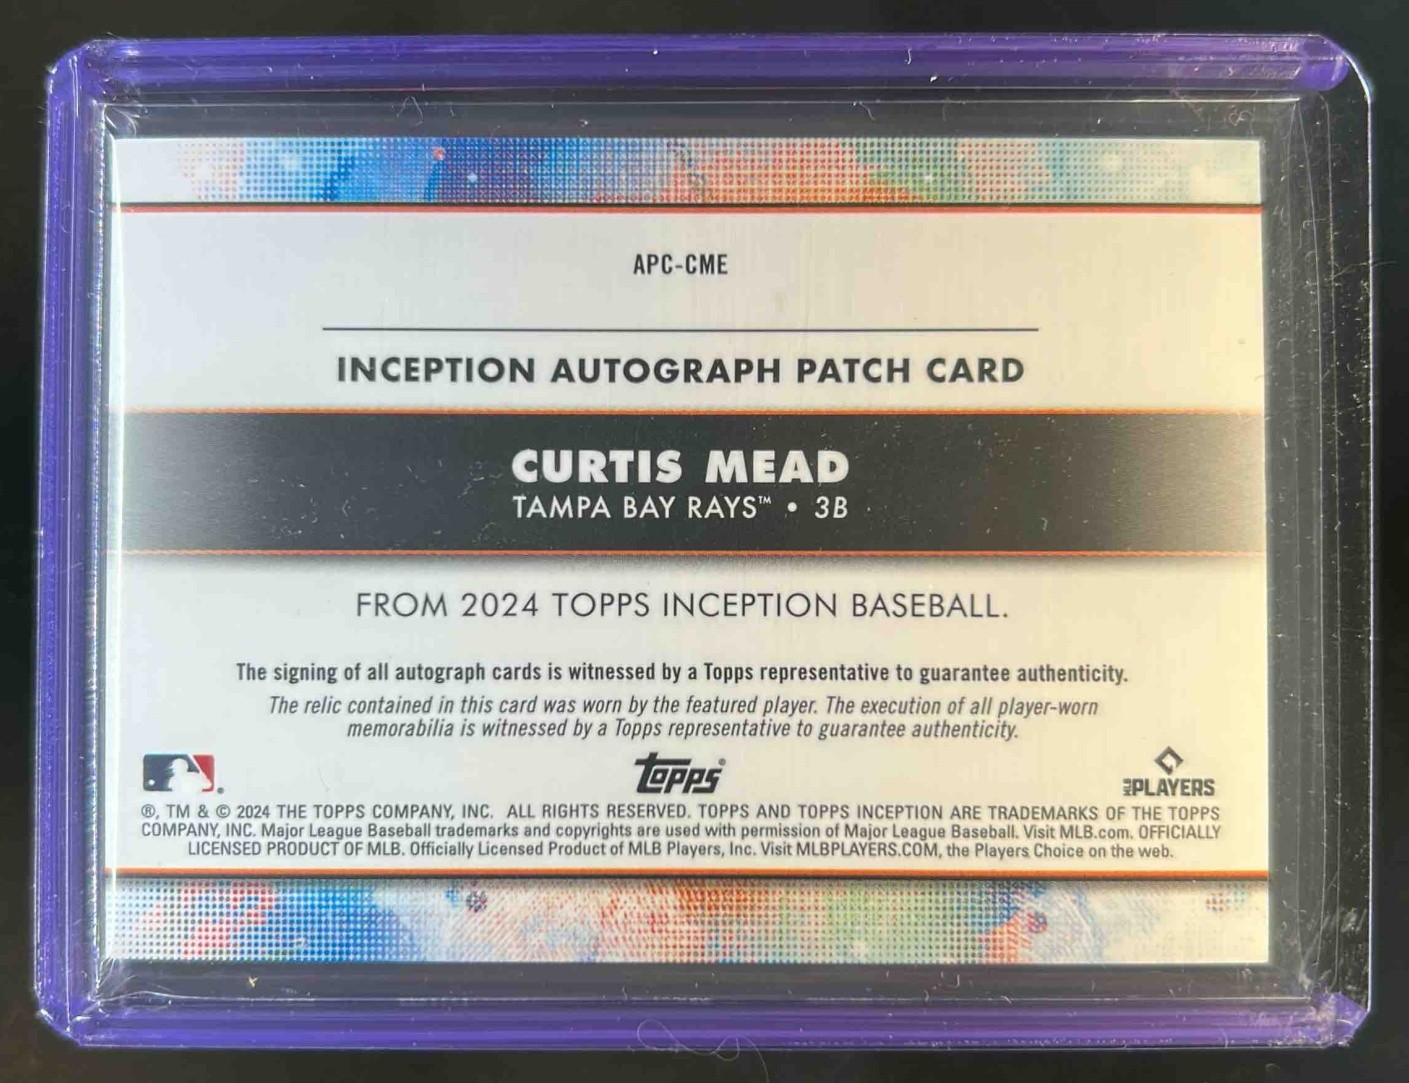 APC-CME
INCEPTION AUTOGRAPH PATCH CARD
CURTIS MEAD
TAMPA BAY RAYS™ • 3B
FROM 2024 TOPPS INCEPTION BASEBALL.
The signing of all autograph cards is witnessed by a Topps representative to guarantee authenticity.
The relic contained in this card was worn by the featured player. The execution of all player-worn
memorabilia is witnessed by a Topps representative to guarantee authenticity.
topps®
MLB PLAYERS
®, TM & © 2024 THE TOPPS COMPANY, INC. ALL RIGHTS RESERVED. TOPPS AND TOPPS INCEPTION ARE TRADEMARKS OF THE TOPPS
COMPANY, INC. Major League Baseball trademarks and copyrights are used with permission of Major League Baseball. Visit MLB.com. OFFICIALLY
LICENSED PRODUCT OF MLB. Officially Licensed Product of MLB Players, Inc. Visit MLBPLAYERS.COM, the Players Choice on the web.